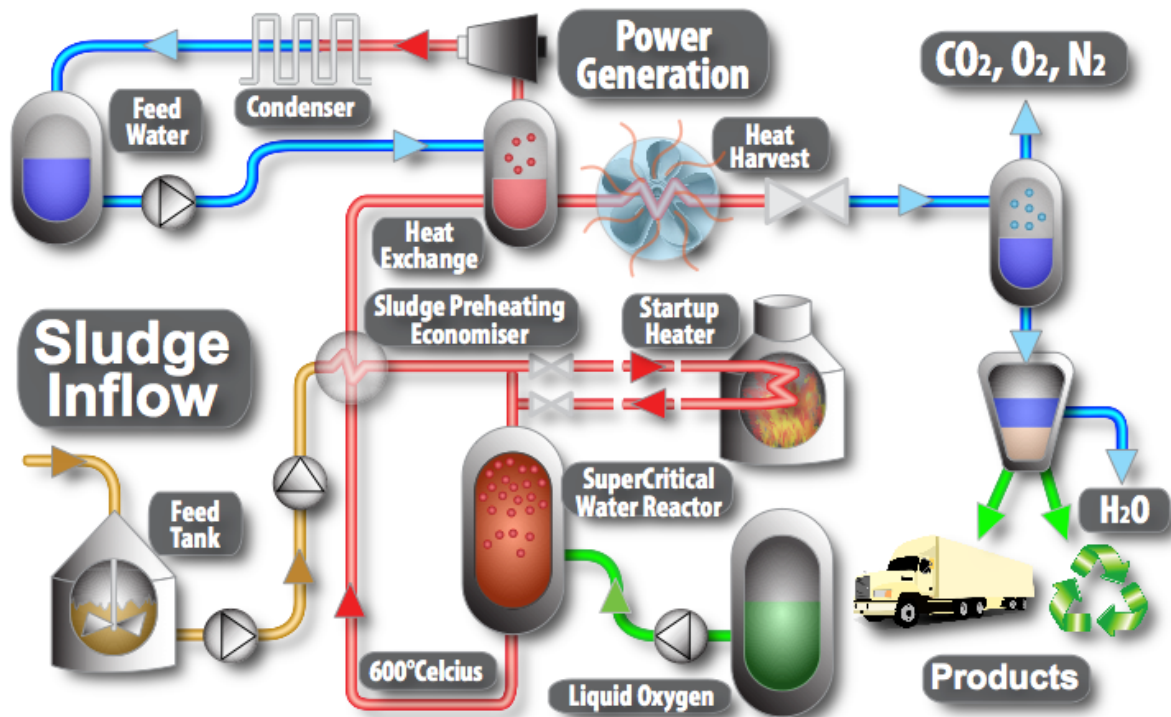 Power
Generation
CO2, O2, N2
Condenser
Feed
Water
Heat
Harvest
Heat
Exchange
Sludge Preheating
Economiser
Startup
Heater
Sludge
Inflow
SuperCritical
Water Reactor
H2O
Feed
Tank
600°Celcius
Liquid Oxygen
Products